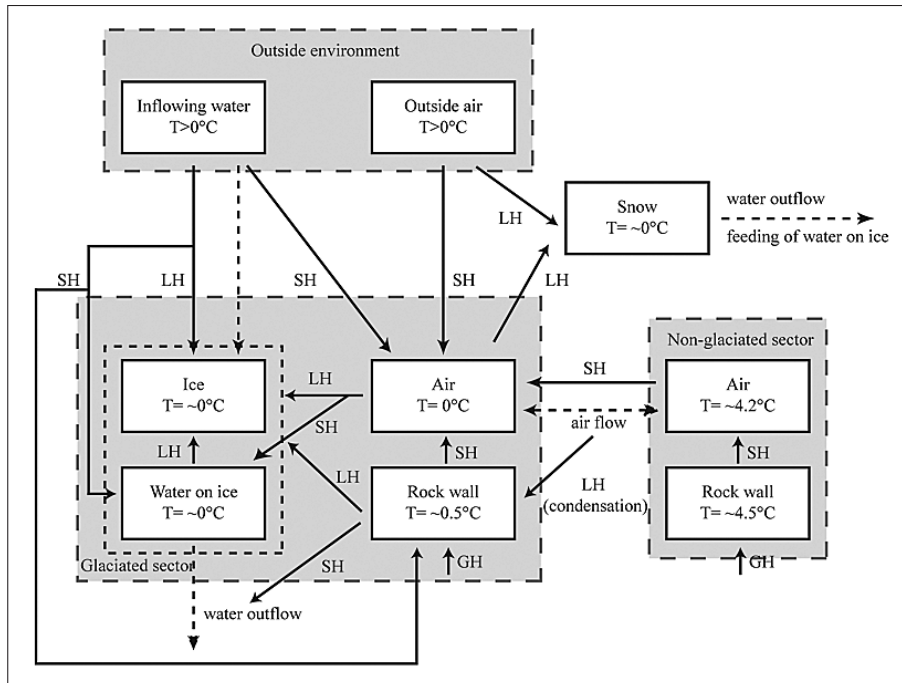 Outside environment
Inflowing water
T>0°C
Outside air
T>0°C
Snow
T= ~0°C
water outflow
feeding of water on ice
LH
SH
LH
SH
SH
LH
Non-glaciated sector
Ice
T= ~0°C
LH
Air
T= 0°C
SH
Air
T= ~4.2°C
SH
air flow
LH
SH
SH
Water on ice
T= ~0°C
LH
Rock wall
T= ~0.5°C
LH
(condensation)
Rock wall
T= ~4.5°C
Glaciated sector
SH
GH
GH
water outflow